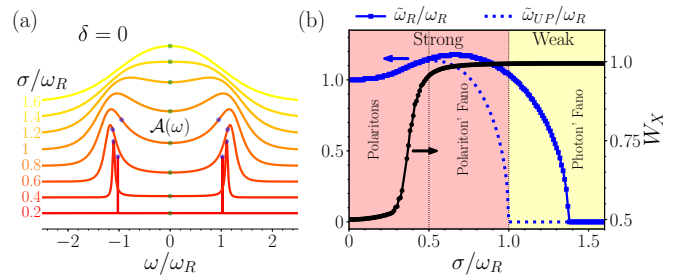 (a)
δ = 0
σ/ω_R
1.6
1.4
1.2
1
0.8
0.6
0.4
0.2
𝒜(ω)
−2 −1 0 1 2
ω/ω_R
(b)
ω̃_R/ω_R ω̃_UP/ω_R
Strong Weak
Polaritons
Polariton' Fano
Photon' Fano
1.0
0.5
0.0
0 0.5 1.0 1.5
σ/ω_R
1.0
0.75
0.5
W_X